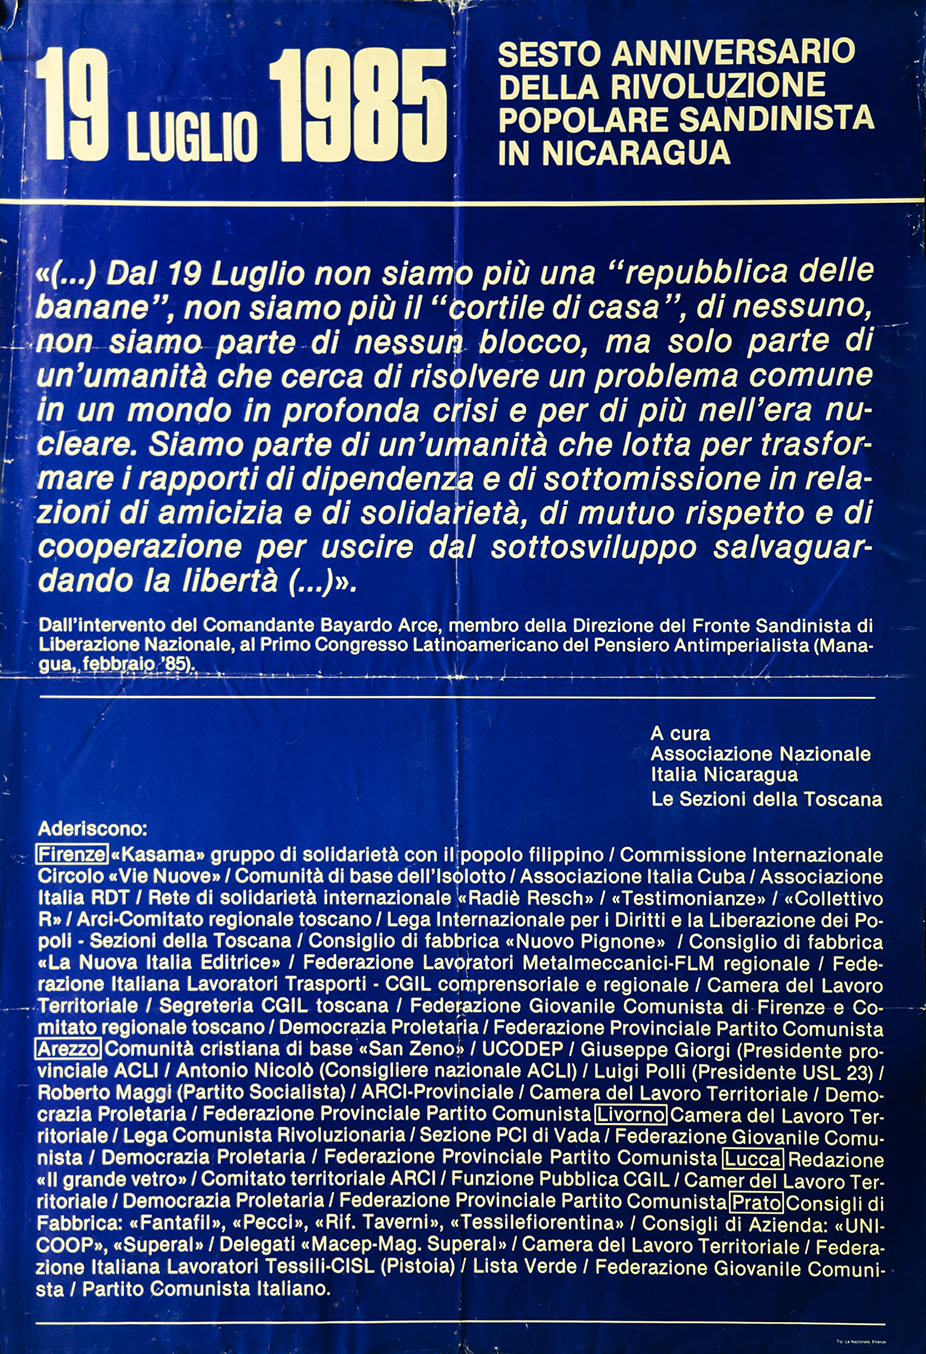 19 LUGLIO 1985
SESTO ANNIVERSARIO
DELLA RIVOLUZIONE
POPOLARE SANDINISTA
IN NICARAGUA
«(...) Dal 19 Luglio non siamo più una “repubblica delle
banane”, non siamo più il “cortile di casa”, di nessuno,
non siamo parte di nessun blocco, ma solo parte di
un’umanità che cerca di risolvere un problema comune
in un mondo in profonda crisi e per di più nell’era nu-
cleare. Siamo parte di un’umanità che lotta per trasfor-
mare i rapporti di dipendenza e di sottomissione in rela-
zioni di amicizia e di solidarietà, di mutuo rispetto e di
cooperazione per uscire dal sottosviluppo salvaguar-
dando la libertà (...)».
Dall’intervento del Comandante Bayardo Arce, membro della Direzione del Fronte Sandinista di
Liberazione Nazionale, al Primo Congresso Latinoamericano del Pensiero Antimperialista (Mana-
gua, febbraio ’85).
A cura
Associazione Nazionale
Italia Nicaragua
Le Sezioni della Toscana
Aderiscono:
Firenze «Kasama» gruppo di solidarietà con il popolo filippino / Commissione Internazionale
Circolo «Vie Nuove» / Comunità di base dell’Isolotto / Associazione Italia Cuba / Associazione
Italia RDT / Rete di solidarietà internazionale «Radiè Resch» / «Testimonianze» / «Collettivo
R» / Arci-Comitato regionale toscano / Lega Internazionale per i Diritti e la Liberazione dei Po-
poli - Sezioni della Toscana / Consiglio di fabbrica «Nuovo Pignone» / Consiglio di fabbrica
«La Nuova Italia Editrice» / Federazione Lavoratori Metalmeccanici-FLM regionale / Fede-
razione Italiana Lavoratori Trasporti - CGIL comprensoriale e regionale / Camera del Lavoro
Territoriale / Segreteria CGIL toscana / Federazione Giovanile Comunista di Firenze e Co-
mitato regionale toscano / Democrazia Proletaria / Federazione Provinciale Partito Comunista
Arezzo Comunità cristiana di base «San Zeno» / UCODEP / Giuseppe Giorgi (Presidente pro-
vinciale ACLI / Antonio Nicolò (Consigliere nazionale ACLI) / Luigi Polli (Presidente USL 23) /
Roberto Maggi (Partito Socialista) / ARCI-Provinciale / Camera del Lavoro Territoriale / Demo-
crazia Proletaria / Federazione Provinciale Partito Comunista Livorno Camera del Lavoro Ter-
ritoriale / Lega Comunista Rivoluzionaria / Sezione PCI di Vada / Federazione Giovanile Comu-
nista / Democrazia Proletaria / Federazione Provinciale Partito Comunista Lucca Redazione
«Il grande vetro» / Comitato territoriale ARCI / Funzione Pubblica CGIL / Camer del Lavoro Ter-
ritoriale / Democrazia Proletaria / Federazione Provinciale Partito Comunista Prato Consigli di
Fabbrica: «Fantafil», «Pecci», «Rif. Taverni», «Tessilefiorentina» / Consigli di Azienda: «UNI-
COOP», «Superal» / Delegati «Macep-Mag. Superal» / Camera del Lavoro Territoriale / Federa-
zione Italiana Lavoratori Tessili-CISL (Pistoia) / Lista Verde / Federazione Giovanile Comuni-
sta / Partito Comunista Italiano.
Tip. La Nazionale, Firenze